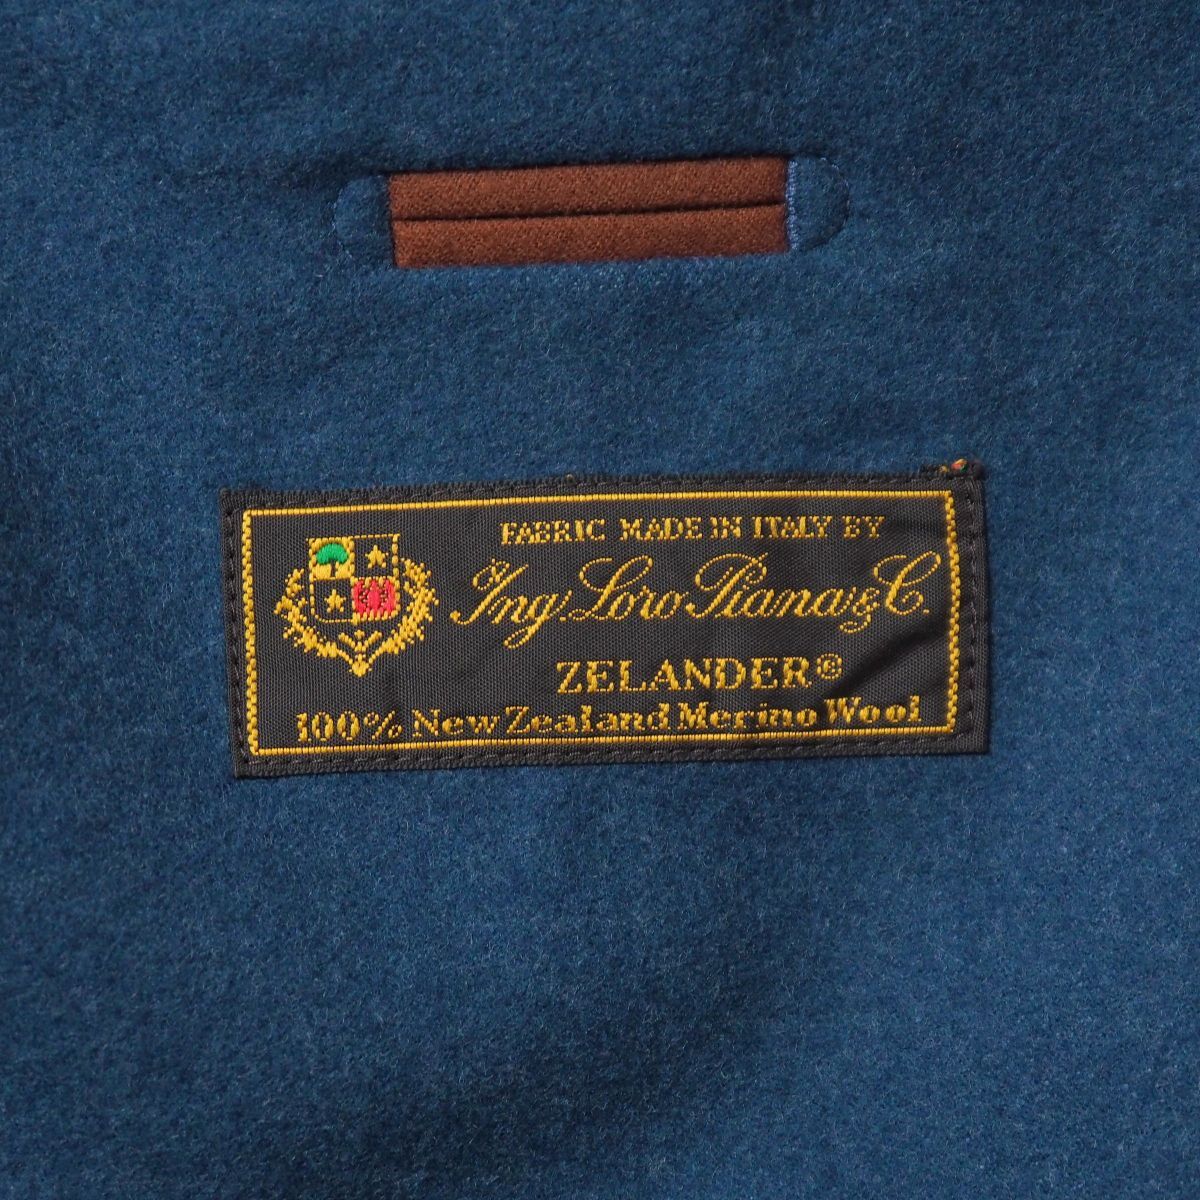 FABRIC MADE IN ITALY BY
Ing. Loro Piana & C.
ZELANDER®
100% New Zealand Merino Wool